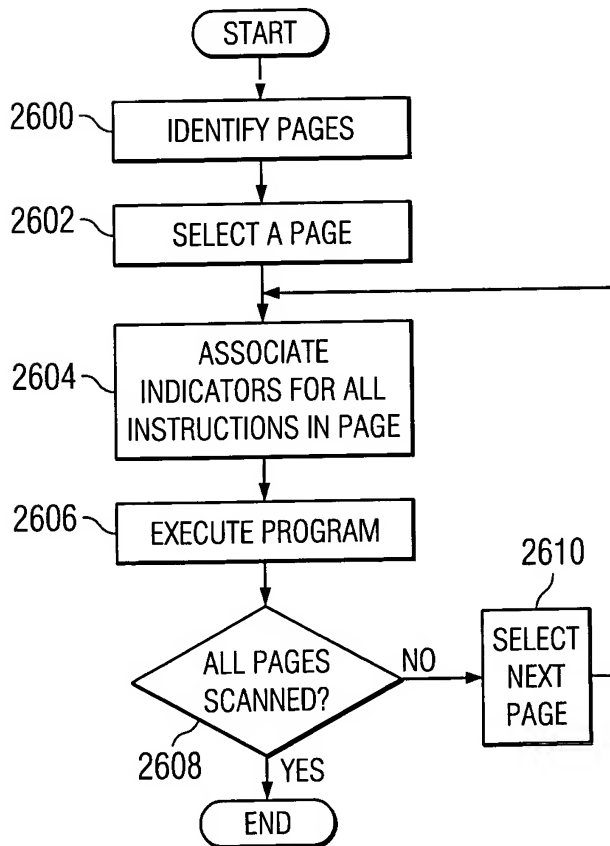 START
2600
IDENTIFY PAGES
2602
SELECT A PAGE
2604
ASSOCIATE
INDICATORS FOR ALL
INSTRUCTIONS IN PAGE
2606
EXECUTE PROGRAM
2610
ALL PAGES
SCANNED?
NO
SELECT
NEXT
PAGE
2608
YES
END